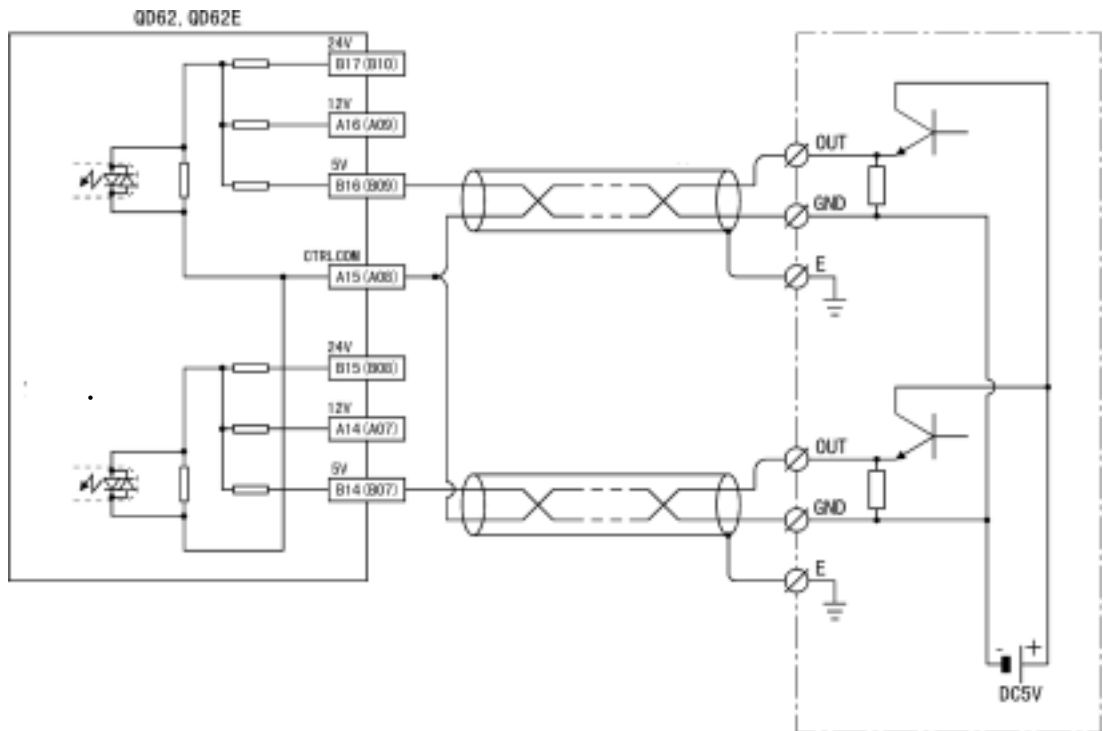 QD62, QD62E
24V
B17(B10)
12V
A16(A09)
5V
B16(B09)
CTRLCOM
A15(A08)
24V
B15(B08)
12V
A14(A07)
5V
B14(B07)
OUT
GND
E
OUT
GND
E
- +
DC5V